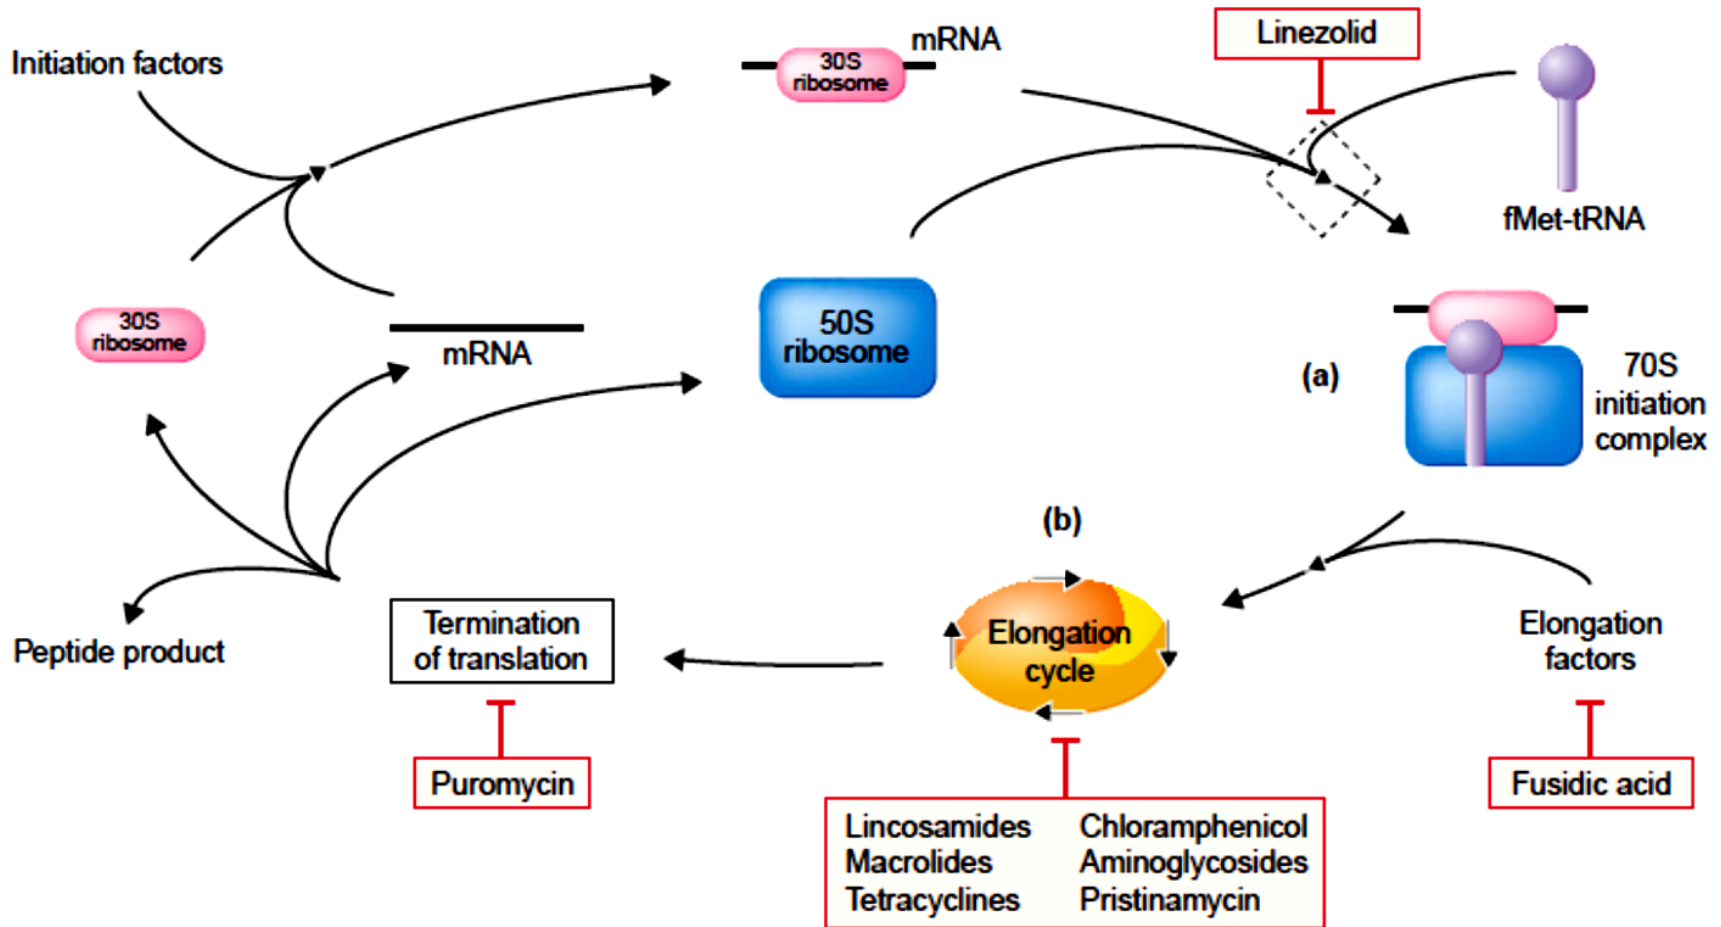 Initiation factors
30S
ribosome
mRNA
Linezolid
fMet-tRNA
30S
ribosome
mRNA
50S
ribosome
(a)
70S
initiation
complex
(b)
Elongation
cycle
Elongation
factors
Peptide product
Termination
of translation
Puromycin
Lincosamides Chloramphenicol
Macrolides Aminoglycosides
Tetracyclines Pristinamycin
Fusidic acid